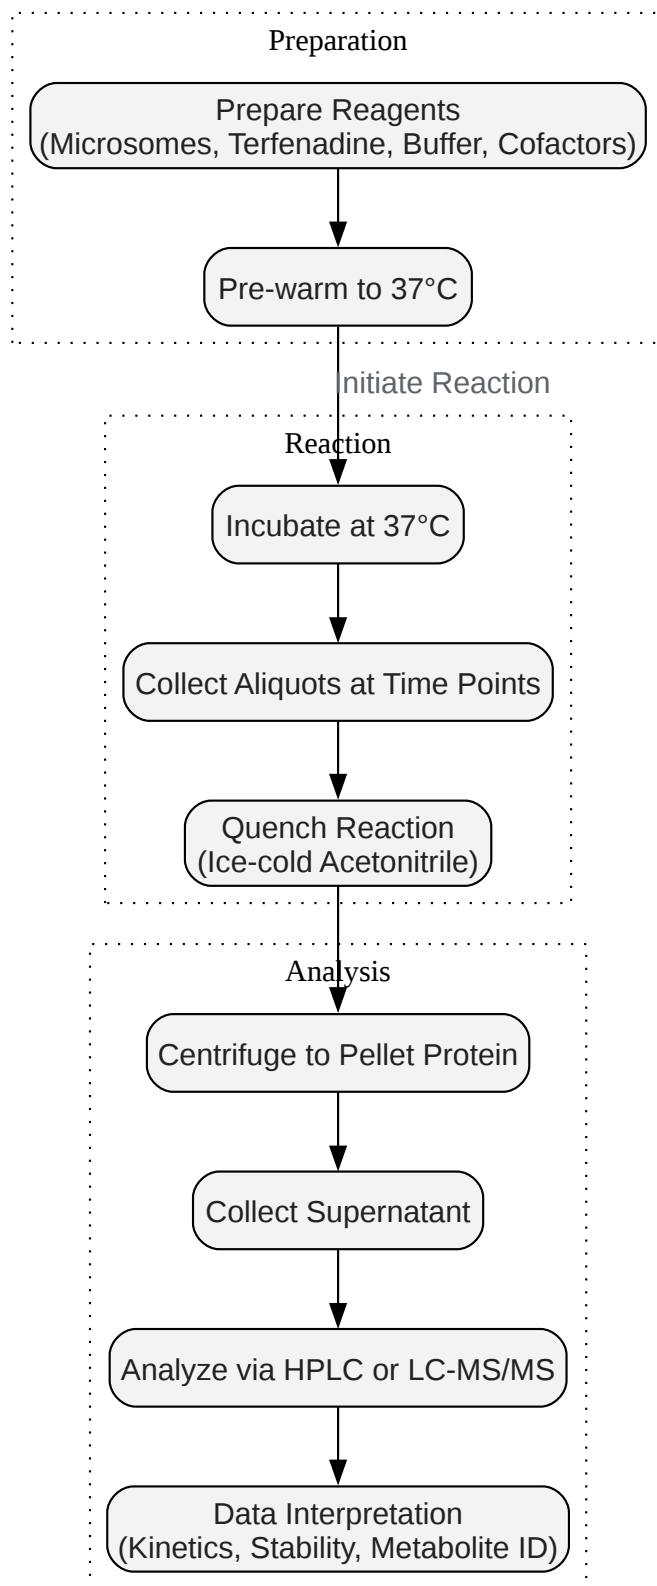 Preparation
Prepare Reagents
(Microsomes, Terfenadine, Buffer, Cofactors)
Pre-warm to 37°C
Initiate Reaction
Reaction
Incubate at 37°C
Collect Aliquots at Time Points
Quench Reaction
(Ice-cold Acetonitrile)
Analysis
Centrifuge to Pellet Protein
Collect Supernatant
Analyze via HPLC or LC-MS/MS
Data Interpretation
(Kinetics, Stability, Metabolite ID)